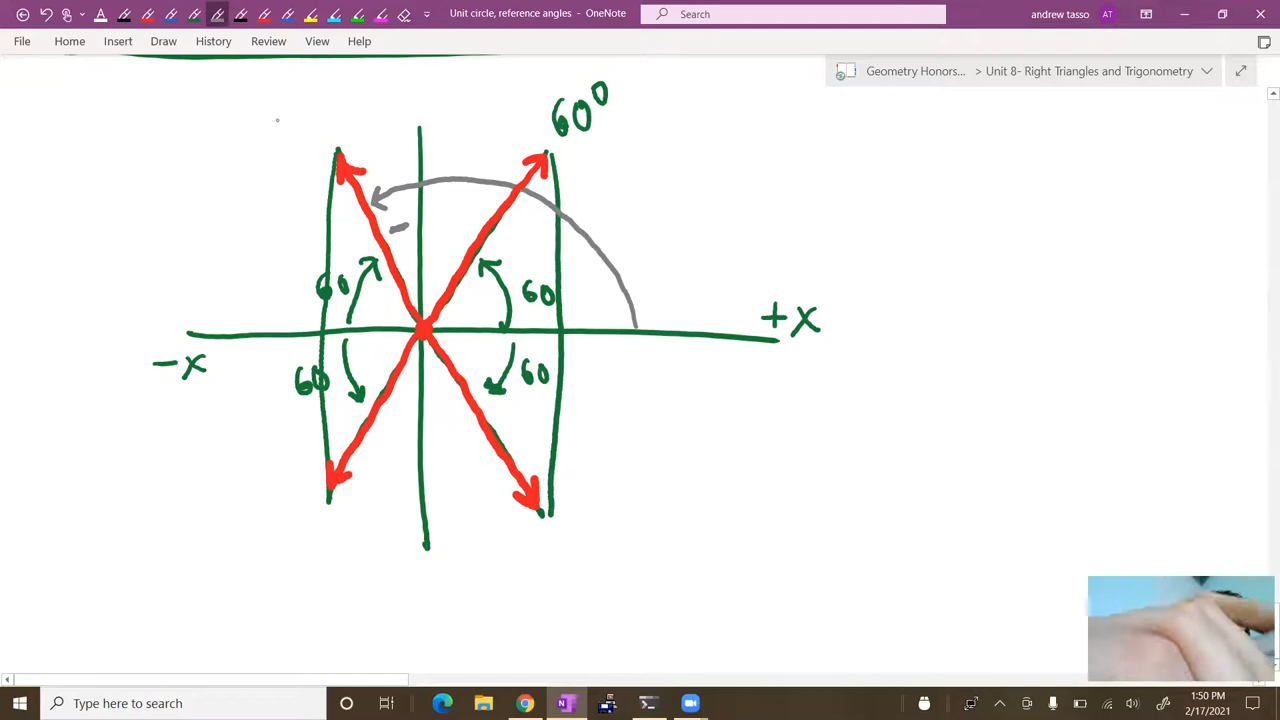 Unit circle, reference angles - OneNote
Search
andrew tasso
AT
File Home Insert Draw History Review View Help
Geometry Honors... > Unit 8- Right Triangles and Trigonometry
60⁰
60
60
+x
-x
60
60
Type here to search
1:50 PM
2/17/2021